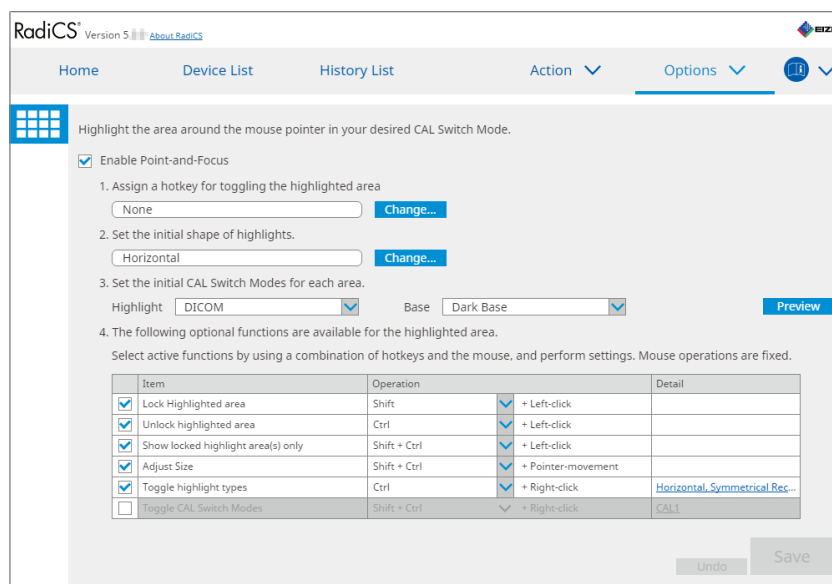 RadiCS® Version 5 About RadiCS
Home Device List History List Action Options
Highlight the area around the mouse pointer in your desired CAL Switch Mode.
Enable Point-and-Focus
1. Assign a hotkey for toggling the highlighted area
None Change...
2. Set the initial shape of highlights.
Horizontal Change...
3. Set the initial CAL Switch Modes for each area.
Highlight DICOM Base Dark Base Preview
4. The following optional functions are available for the highlighted area.
Select active functions by using a combination of hotkeys and the mouse, and perform settings. Mouse operations are fixed.
Item Operation Detail
Lock Highlighted area Shift + Left-click
Unlock highlighted area Ctrl + Left-click
Show locked highlight area(s) only Shift + Ctrl + Left-click
Adjust Size Shift + Ctrl + Pointer-movement
Toggle highlight types Ctrl + Right-click Horizontal, Symmetrical Rec...
Toggle CAL Switch Modes Shift + Ctrl + Right-click CAL1
Undo Save